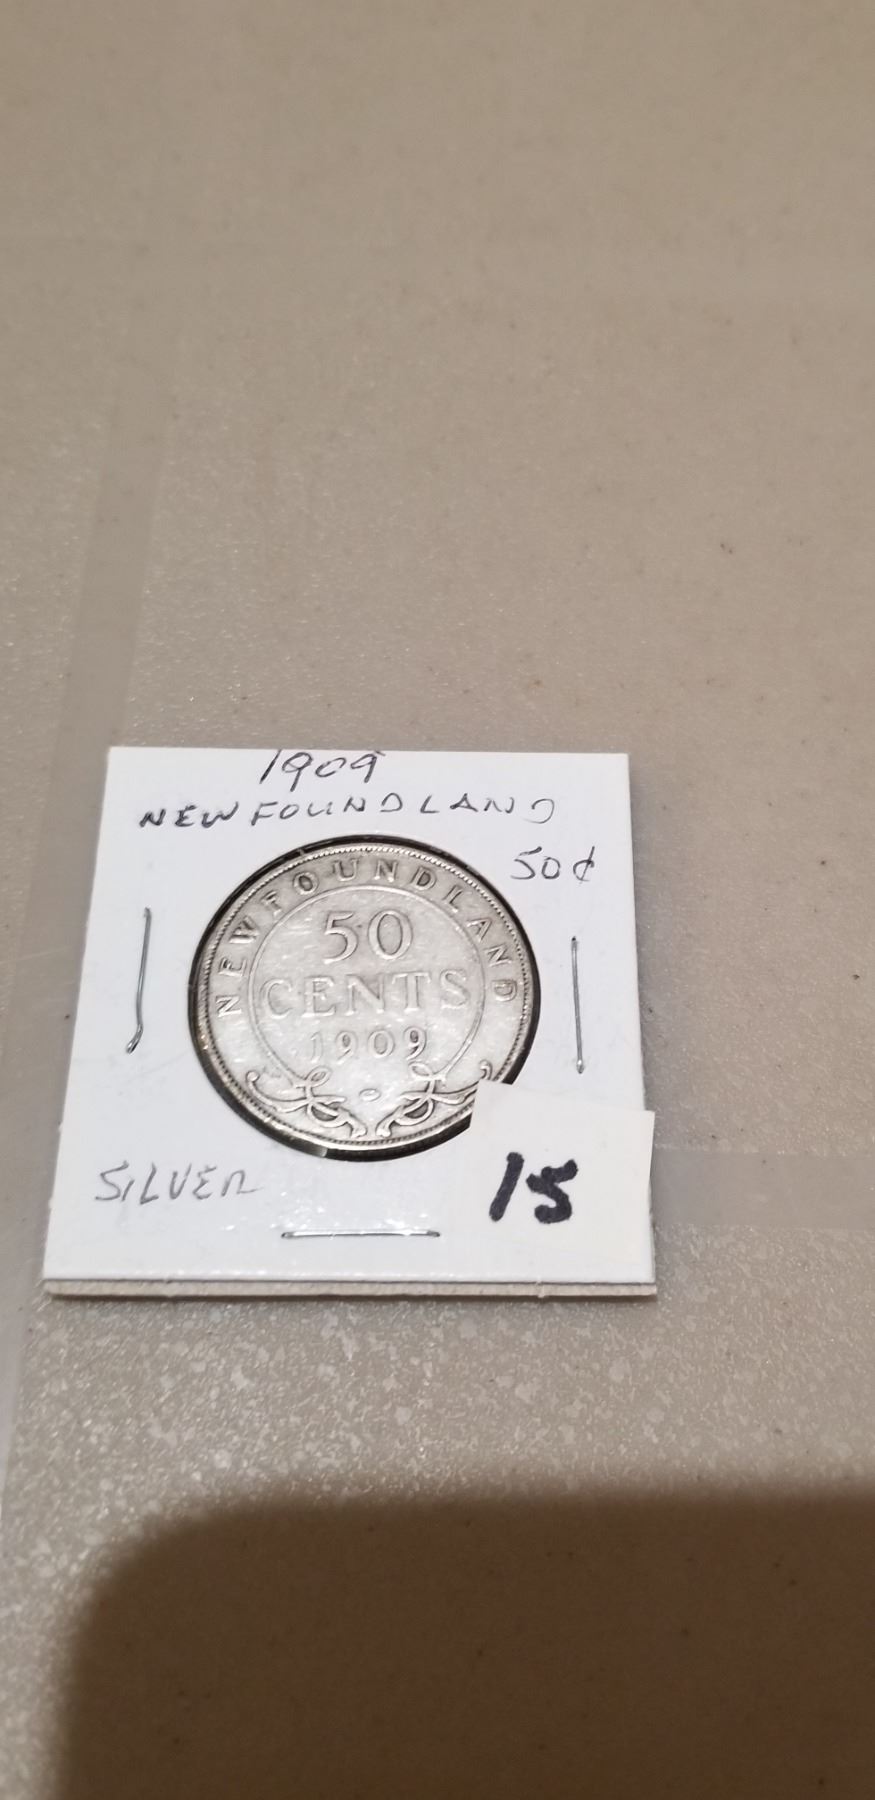 1909
NEWFOUNDLAND
50¢
NEWFOUNDLAND
50
CENTS
1909
SILVER
15